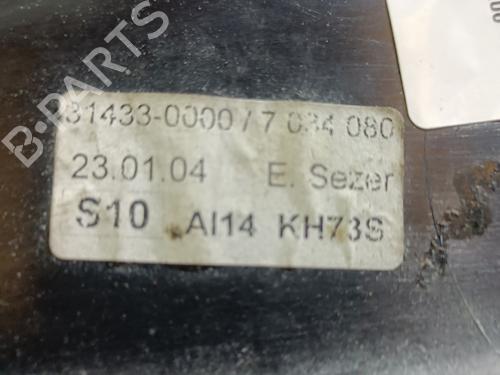 31433-0000 / 7 034 080
23.01.04 E. Sezer
S10 AI14 KH73S
B-PARTS